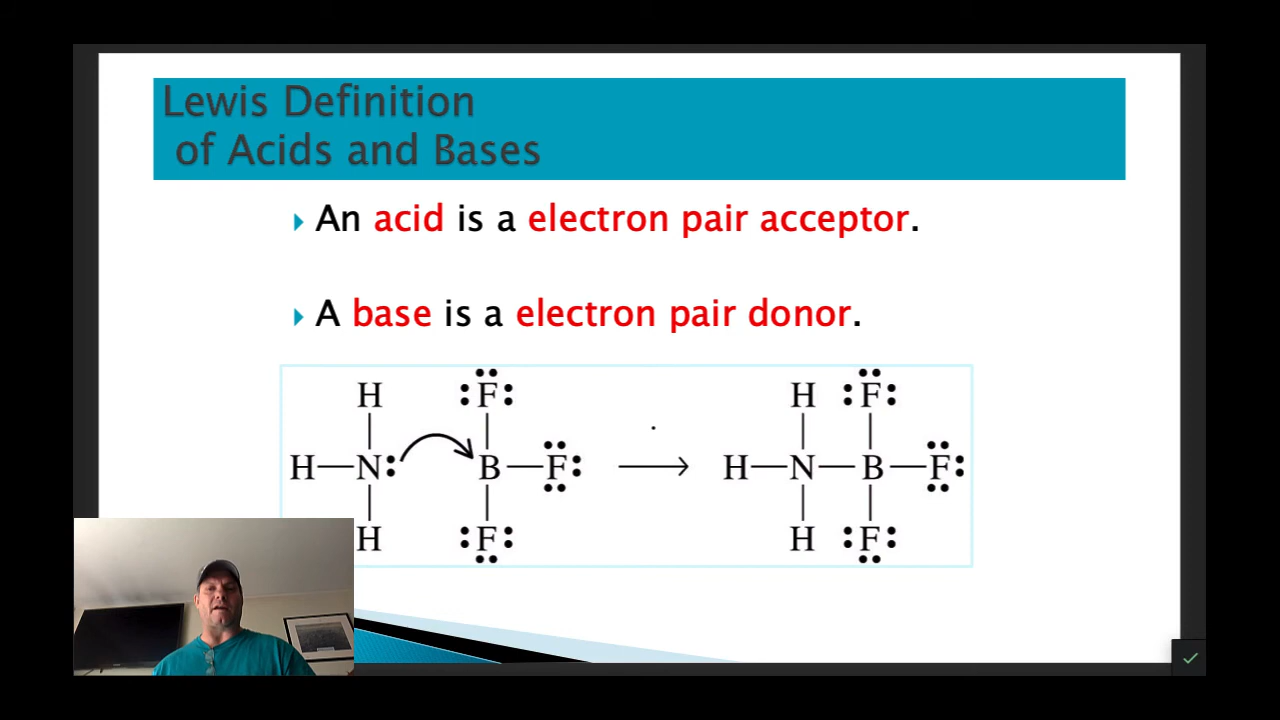 Lewis Definition
of Acids and Bases
An acid is a electron pair acceptor.
A base is a electron pair donor.
H :F: H :F:
H—N: B—F: → H—N—B—F:
H :F: H :F: